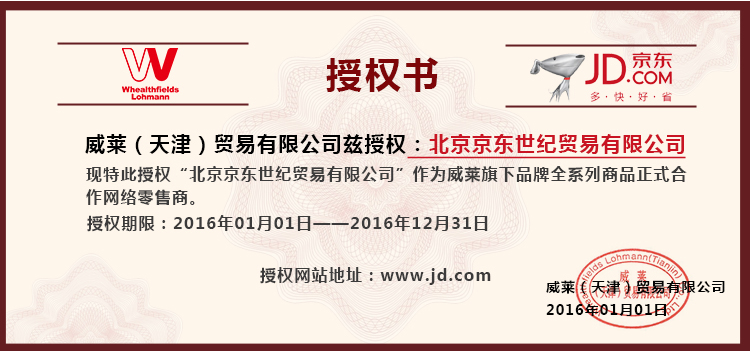 Whealthfields
Lohmann
授权书
JD.京东
.COM
多·快·好·省
威莱（天津）贸易有限公司兹授权：北京京东世纪贸易有限公司
现特此授权“北京京东世纪贸易有限公司”作为威莱旗下品牌全系列商品正式合
作网络零售商。
授权期限：2016年01月01日——2016年12月31日
授权网站地址：www.jd.com
威莱
（天津）贸易有限公司
威莱（天津）贸易有限公司
2016年01月01日